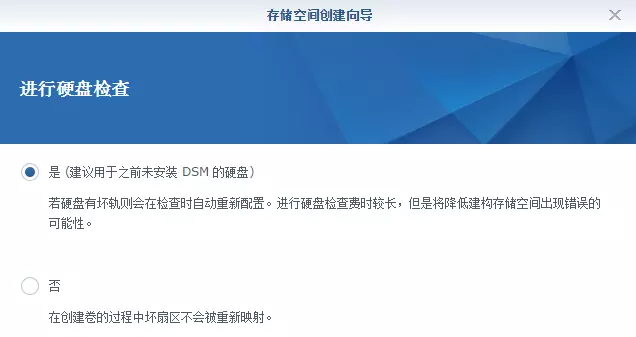 存储空间创建向导
进行硬盘检查
是 (建议用于之前未安装 DSM 的硬盘)
若硬盘有坏轨则会在检查时自动重新配置。进行硬盘检查费时较长，但是将降低建构存储空间出现错误的
可能性。
否
在创建卷的过程中坏扇区不会被重新映射。